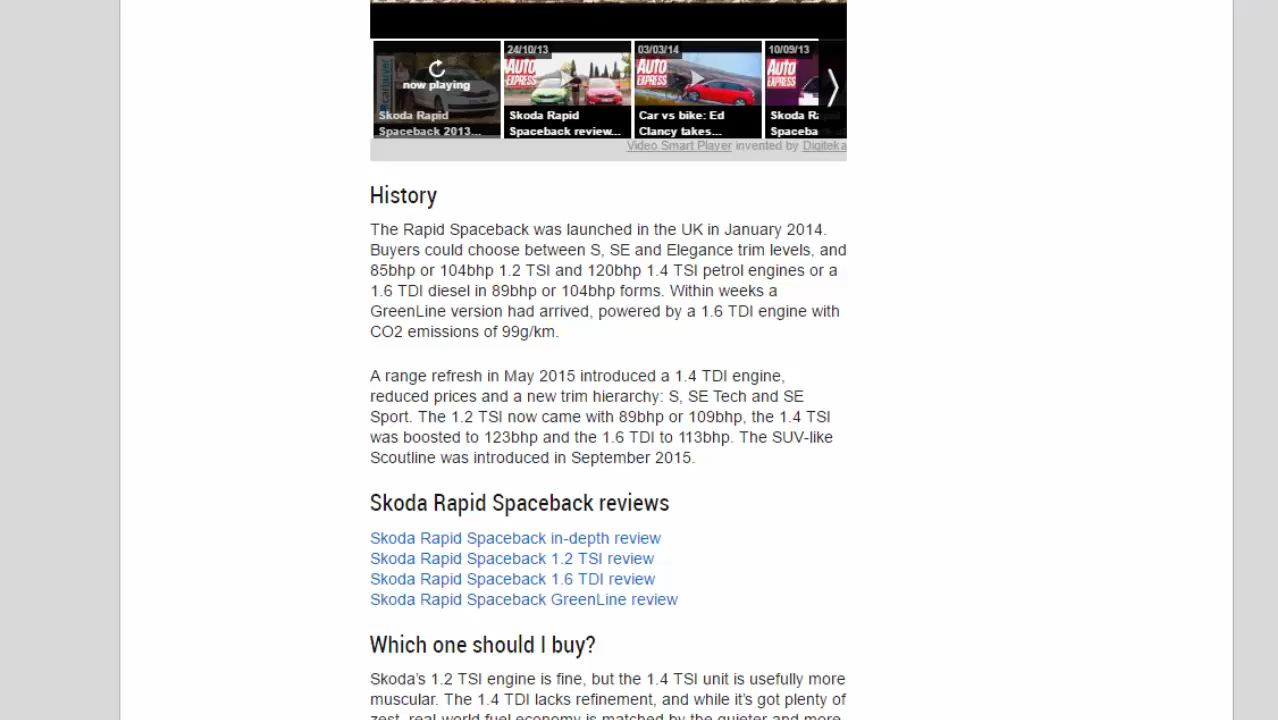 24/10/13
03/03/14
10/09/13
AUTO EXPRESS
AUTO EXPRESS
AUTO EXPRESS
carbuyer
now playing
Skoda Rapid Spaceback 2013...
Skoda Rapid Spaceback review...
Car vs bike: Ed Clancy takes...
Skoda Ra
Spaceba
Video Smart Player invented by Digiteka
History
The Rapid Spaceback was launched in the UK in January 2014.
Buyers could choose between S, SE and Elegance trim levels, and
85bhp or 104bhp 1.2 TSI and 120bhp 1.4 TSI petrol engines or a
1.6 TDI diesel in 89bhp or 104bhp forms. Within weeks a
GreenLine version had arrived, powered by a 1.6 TDI engine with
CO2 emissions of 99g/km.
A range refresh in May 2015 introduced a 1.4 TDI engine,
reduced prices and a new trim hierarchy: S, SE Tech and SE
Sport. The 1.2 TSI now came with 89bhp or 109bhp, the 1.4 TSI
was boosted to 123bhp and the 1.6 TDI to 113bhp. The SUV-like
Scoutline was introduced in September 2015.
Skoda Rapid Spaceback reviews
Skoda Rapid Spaceback in-depth review
Skoda Rapid Spaceback 1.2 TSI review
Skoda Rapid Spaceback 1.6 TDI review
Skoda Rapid Spaceback GreenLine review
Which one should I buy?
Skoda's 1.2 TSI engine is fine, but the 1.4 TSI unit is usefully more
muscular. The 1.4 TDI lacks refinement, and while it's got plenty of
zest, real world fuel economy is matched by the quieter and more